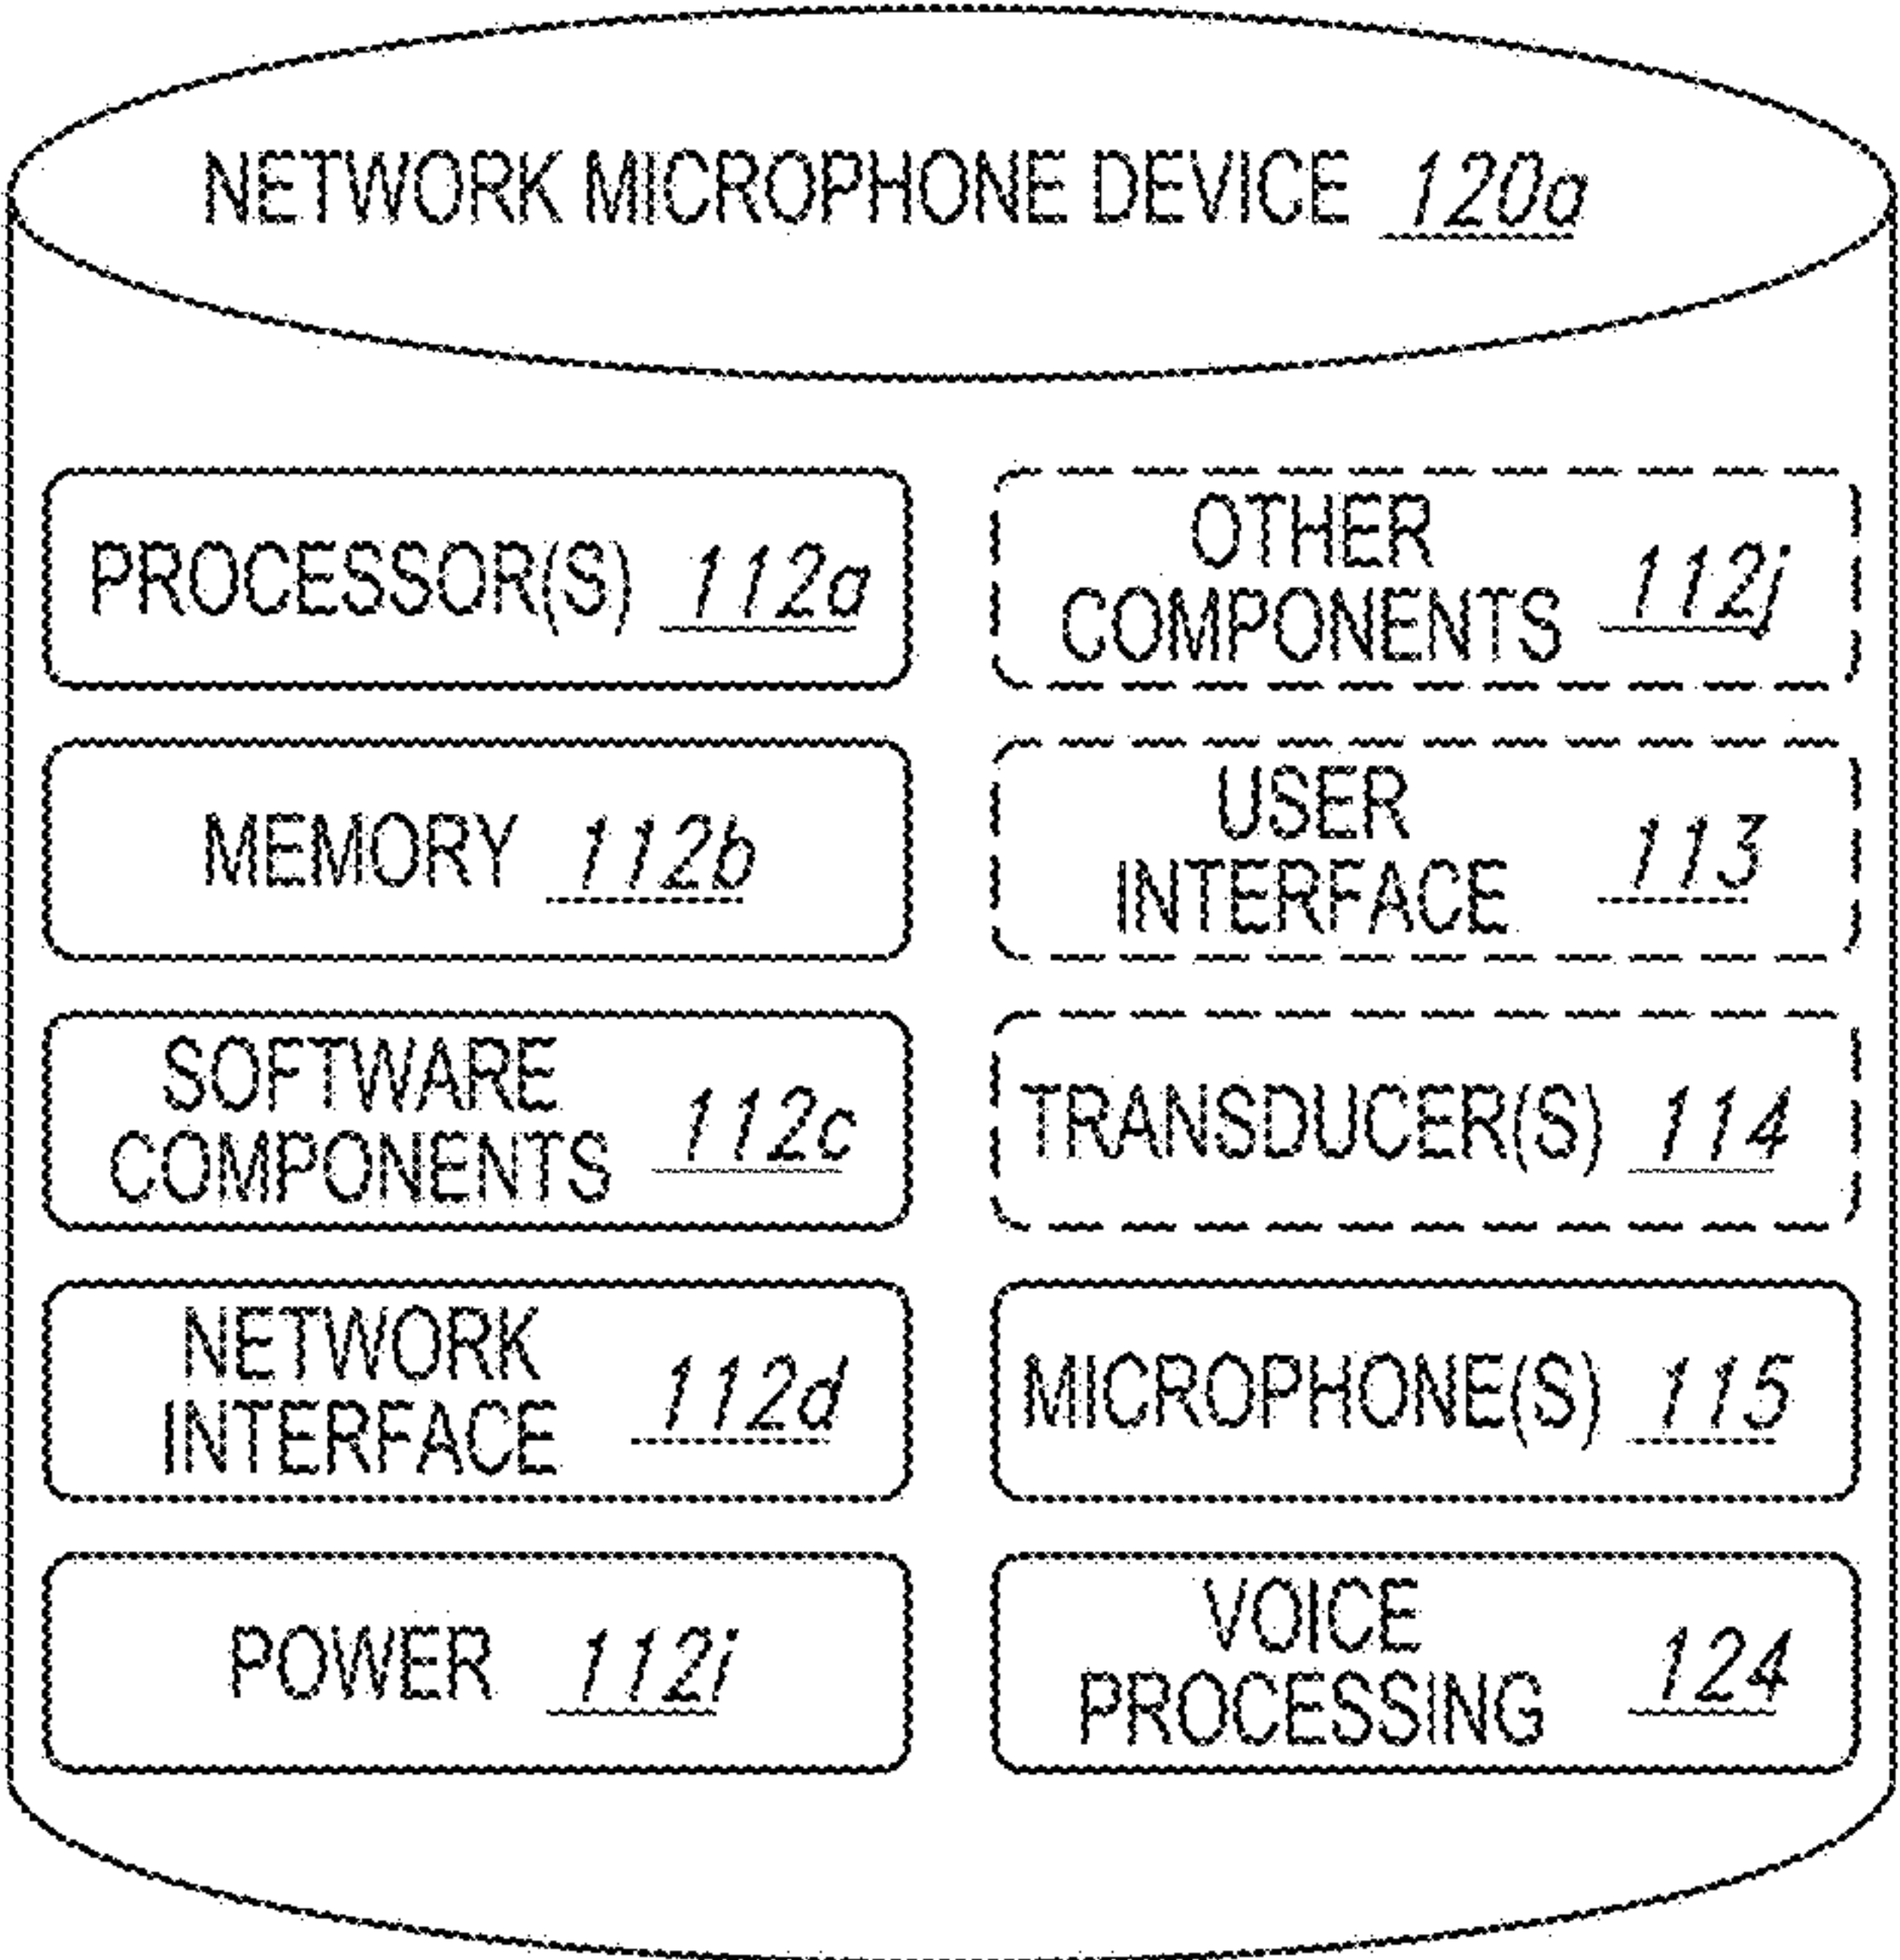 NETWORK MICROPHONE DEVICE 120a
PROCESSOR(S) 112a
MEMORY 112b
SOFTWARE
COMPONENTS 112c
NETWORK
INTERFACE 112d
POWER 112i
OTHER
COMPONENTS 112j
USER
INTERFACE 113
TRANSDUCER(S) 114
MICROPHONE(S) 115
VOICE
PROCESSING 124